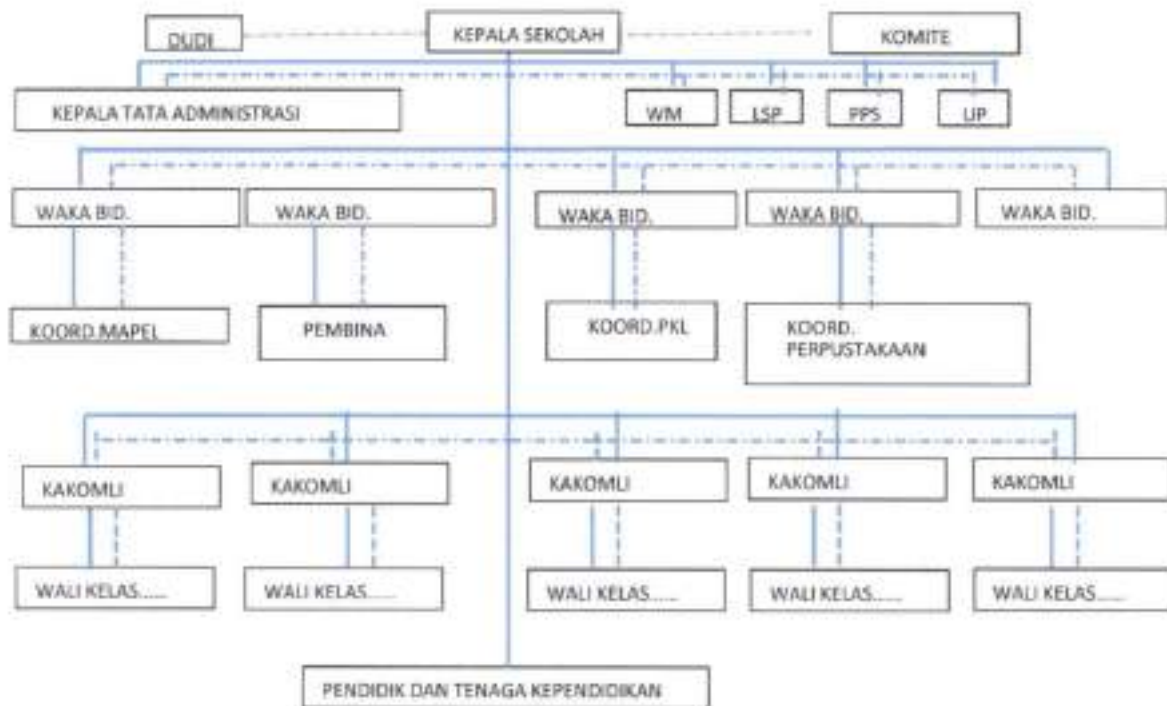 DUDI
KEPALA SEKOLAH
KOMITE
KEPALA TATA ADMINISTRASI
WM
LSP
PPS
UP
WAKA BID.
WAKA BID.
WAKA BID.
WAKA BID.
WAKA BID.
KOORD.MAPEL
PEMBINA
KOORD.PKL
KOORD.
PERPUSTAKAAN
KAKOMLI
KAKOMLI
KAKOMLI
KAKOMLI
KAKOMLI
WALI KELAS......
WALI KELAS......
WALI KELAS......
WALI KELAS......
WALI KELAS......
PENDIDIK DAN TENAGA KEPENDIDIKAN